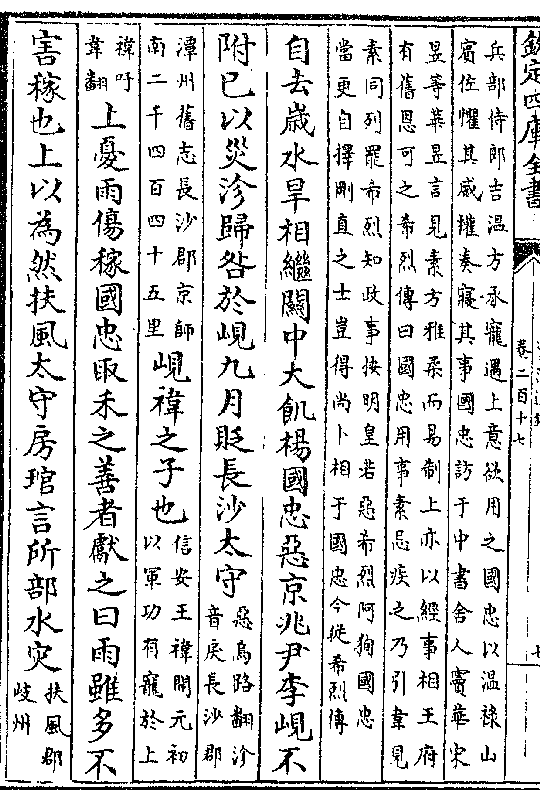 欽定四庫全書
卷二百十七
兵部侍郎吉温方承寵遇上意欲用之國忠以温祿山
賔佐懼其威權奏寢其事國忠訪于中書舍人竇華宋
昱等華昱言見素方雅柔而易制上亦以經事相王府
有舊恩可之希烈傳曰國忠用事素忌疾之乃引韋見
素同列罷希烈知政事按明皇若惡希烈阿狥國忠
當更自擇剛直之士豈得尚卜相于國忠今從希烈傳
自去歳水旱相繼關中大飢楊國忠惡京兆尹李峴不
附已以災沴歸咎於峴九月貶長沙太守
惡烏路翻沴
音戾長沙郡
潭州舊志長沙郡京師
南二千四百四十五里
峴禕之子也
信安王禕開元初
以軍功有寵於上
禕吁
韋翻
上憂雨傷稼國忠取禾之善者獻之曰雨雖多不
害稼也上以為然扶風太守房琯言所部水灾
扶風郡
岐州